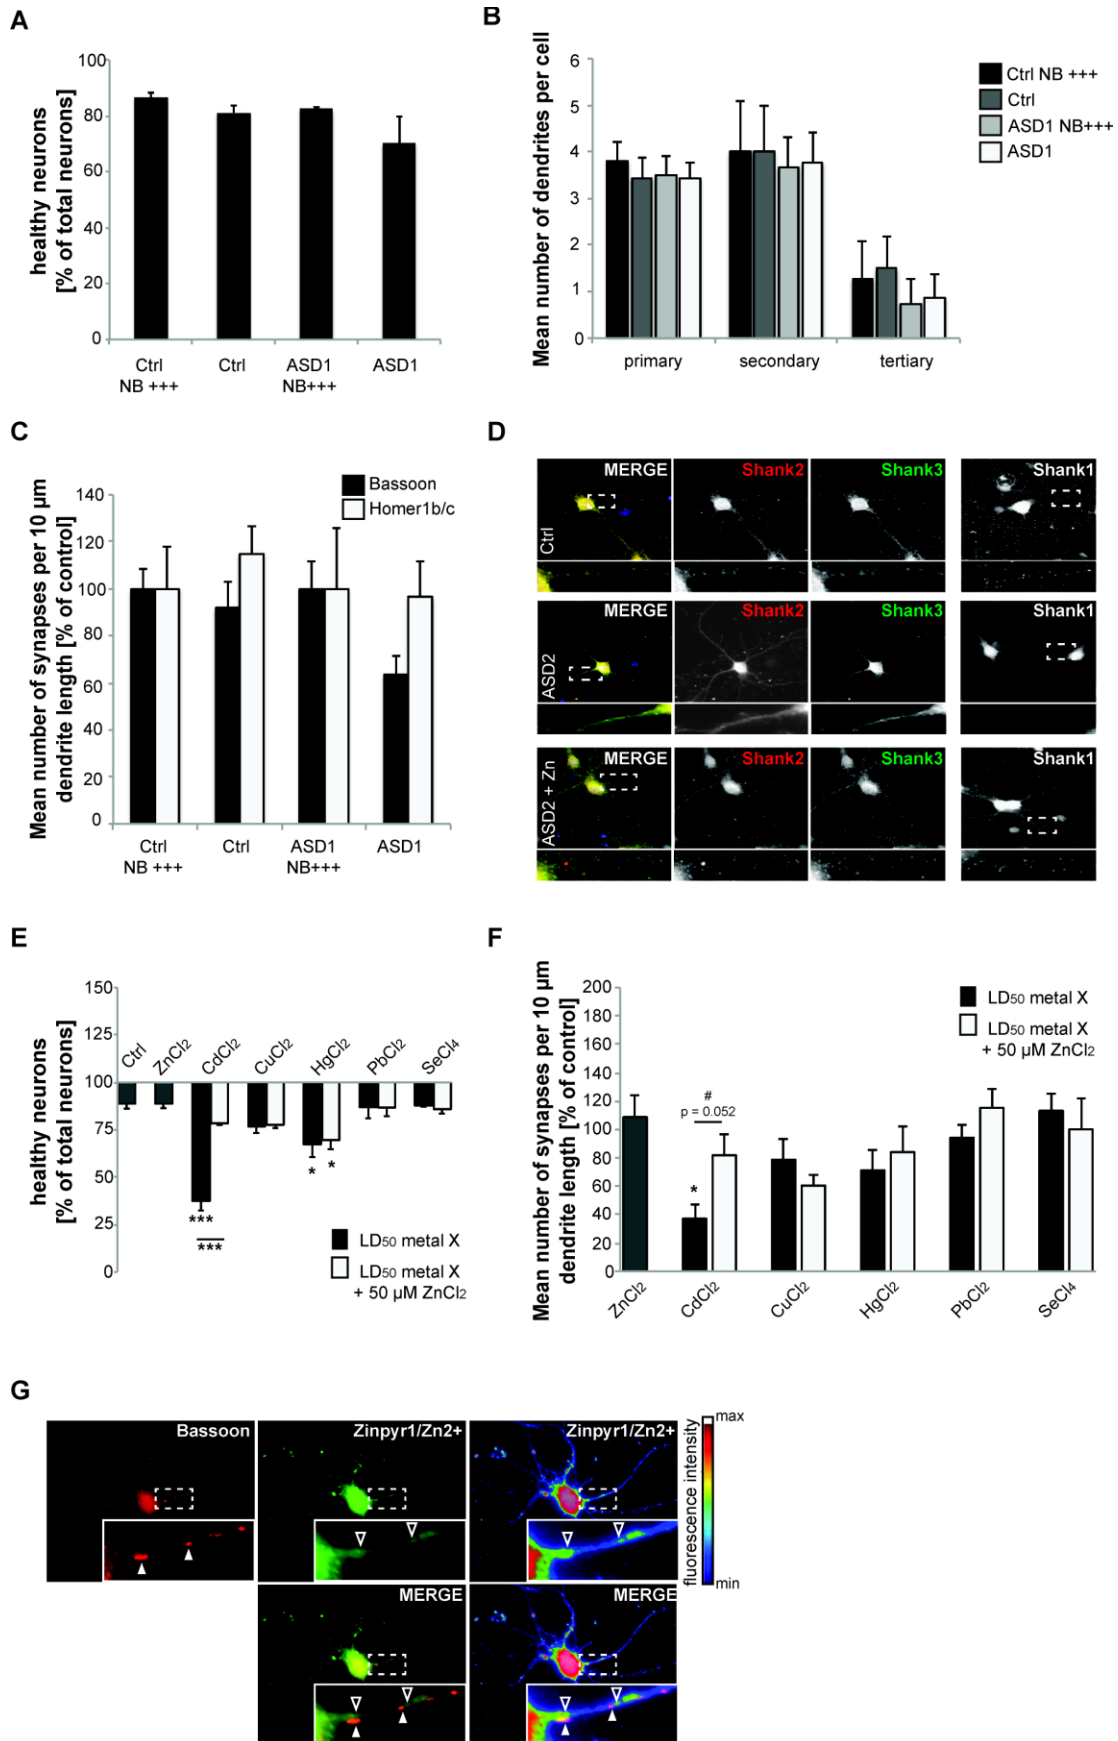 A
healthy neurons
[% of total neurons]
100
80
60
40
20
0
Ctrl
NB +++
Ctrl
ASD1
NB+++
ASD1
B
Mean number of dendrites per cell
6
5
4
3
2
1
0
primary
secondary
tertiary
Ctrl NB +++
Ctrl
ASD1 NB+++
ASD1
C
Mean number of synapses per 10 µm
dendrite length [% of control]
140
120
100
80
60
40
20
0
Bassoon
Homer1b/c
Ctrl
NB +++
Ctrl
ASD1
NB+++
ASD1
D
Ctrl
MERGE
Shank2
Shank3
Shank1
ASD2
MERGE
Shank2
Shank3
Shank1
ASD2 + Zn
MERGE
Shank2
Shank3
Shank1
E
healthy neurons
[% of total neurons]
150
125
100
75
50
25
0
Ctrl
ZnCl2
CdCl2
CuCl2
HgCl2
PbCl2
SeCl4
***
***
*
*
LD50 metal X
LD50 metal X
+ 50 µM ZnCl2
F
Mean number of synapses per 10 µm
dendrite length [% of control]
200
180
160
140
120
100
80
60
40
20
0
#
p = 0.052
*
LD50 metal X
LD50 metal X
+ 50 µM ZnCl2
ZnCl2
CdCl2
CuCl2
HgCl2
PbCl2
SeCl4
G
Bassoon
Zinpyr1/Zn2+
Zinpyr1/Zn2+
MERGE
MERGE
fluorescence intensity
max
min